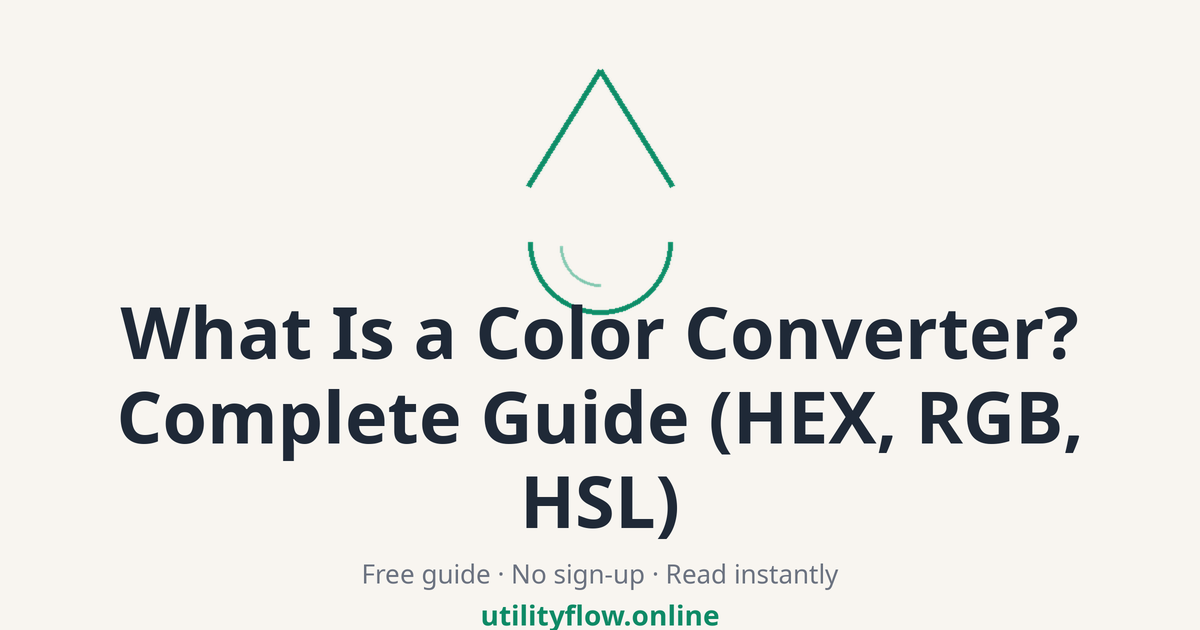 What Is a Color Converter?
Complete Guide (HEX, RGB,
HSL)
Free guide · No sign-up · Read instantly
utilityflow.online